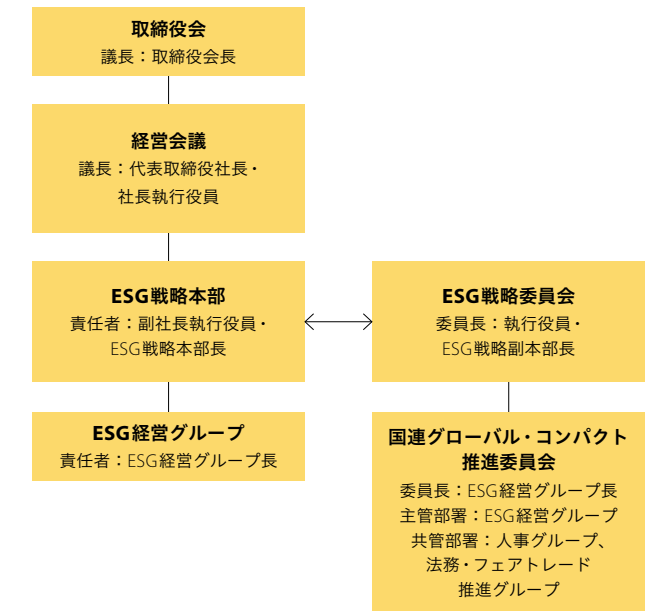 取締役会
議長：取締役会長
経営会議
議長：代表取締役社長・
社長執行役員
ESG戦略本部
責任者：副社長執行役員・
ESG戦略本部長
ESG戦略委員会
委員長：執行役員・
ESG戦略副本部長
ESG経営グループ
責任者：ESG経営グループ長
国連グローバル・コンパクト
推進委員会
委員長：ESG経営グループ長
主管部署：ESG経営グループ
共管部署：人事グループ、
法務・フェアトレード
推進グループ